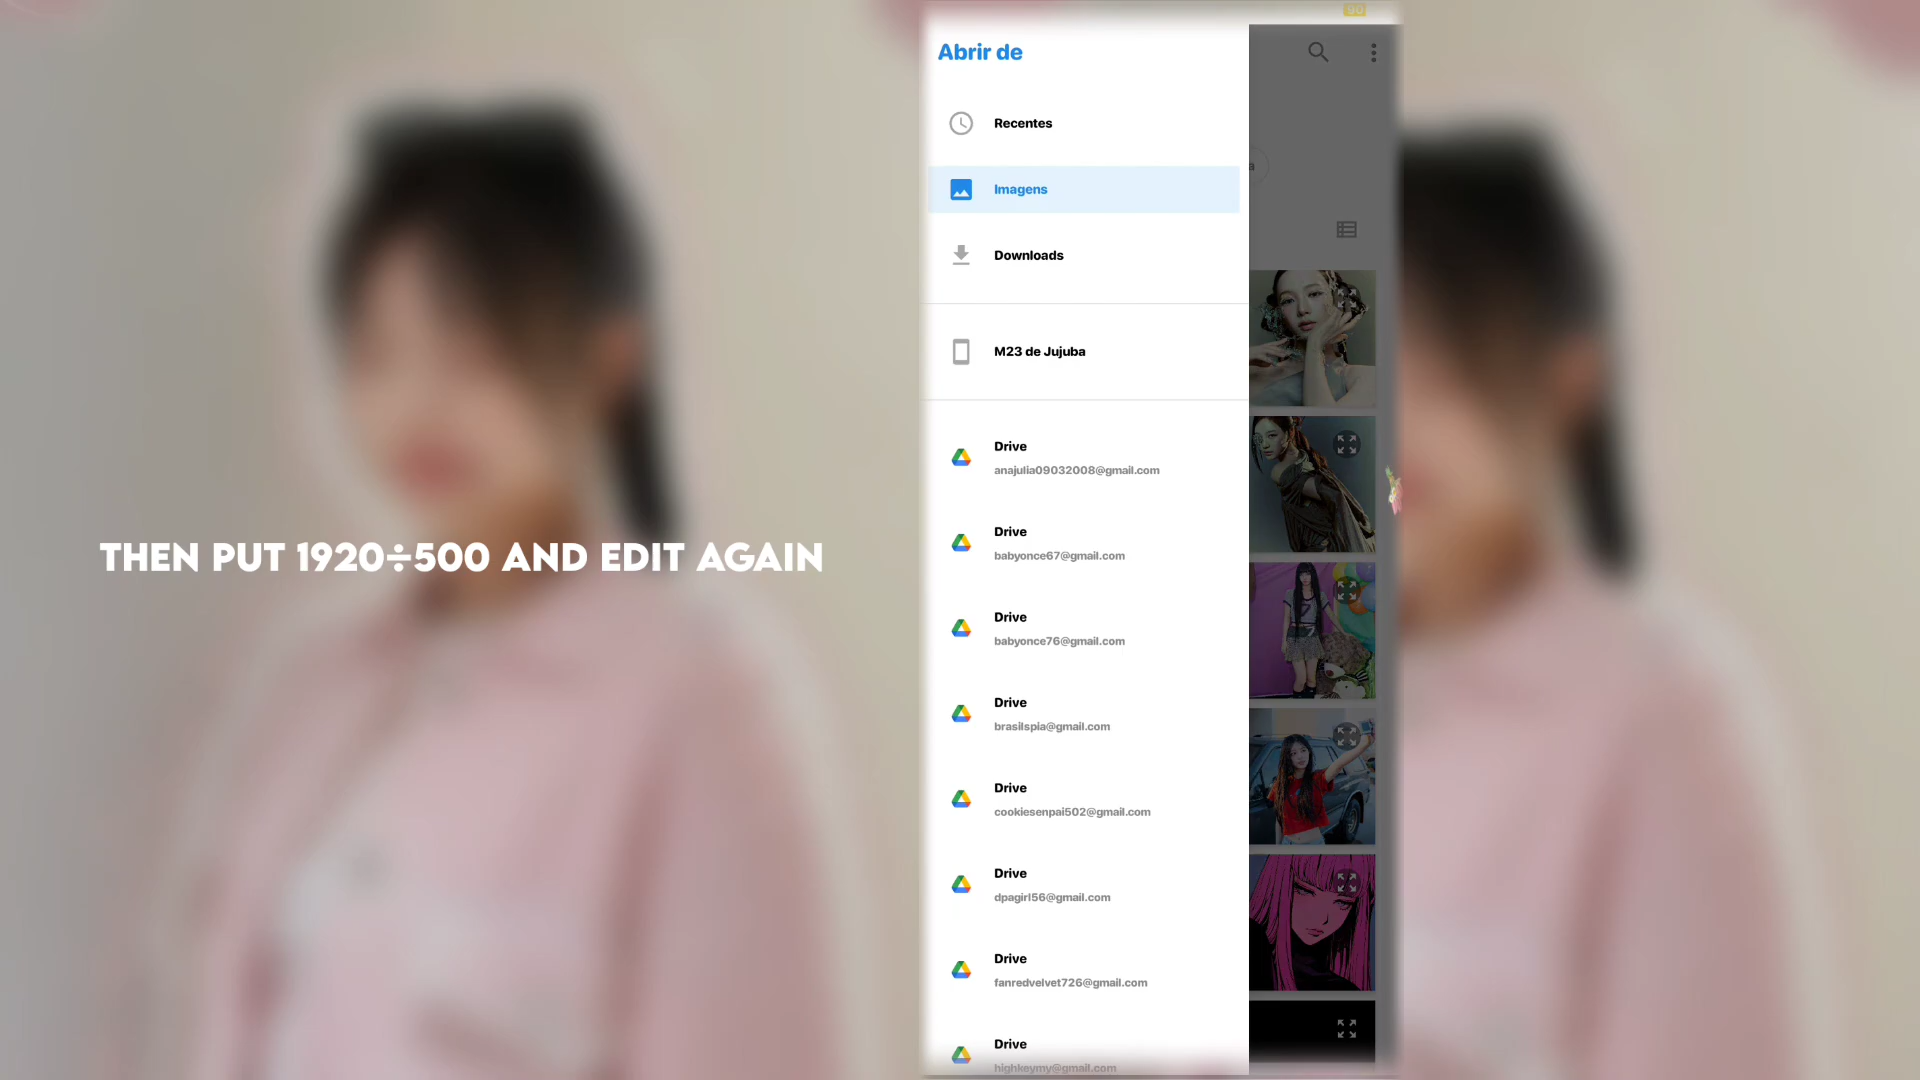 90
Abrir de
Recentes
Imagens
a
Downloads
M23 de Jujuba
Drive
anajulia09032008@gmail.com
Drive
babyonce67@gmail.com
THEN PUT 1920÷500 AND EDIT AGAIN
Drive
babyonce76@gmail.com
Drive
brasilspia@gmail.com
Drive
cookiesenpai502@gmail.com
Drive
dpagirl56@gmail.com
Drive
fanredvelvet726@gmail.com
Drive
highkeymy@gmail.com